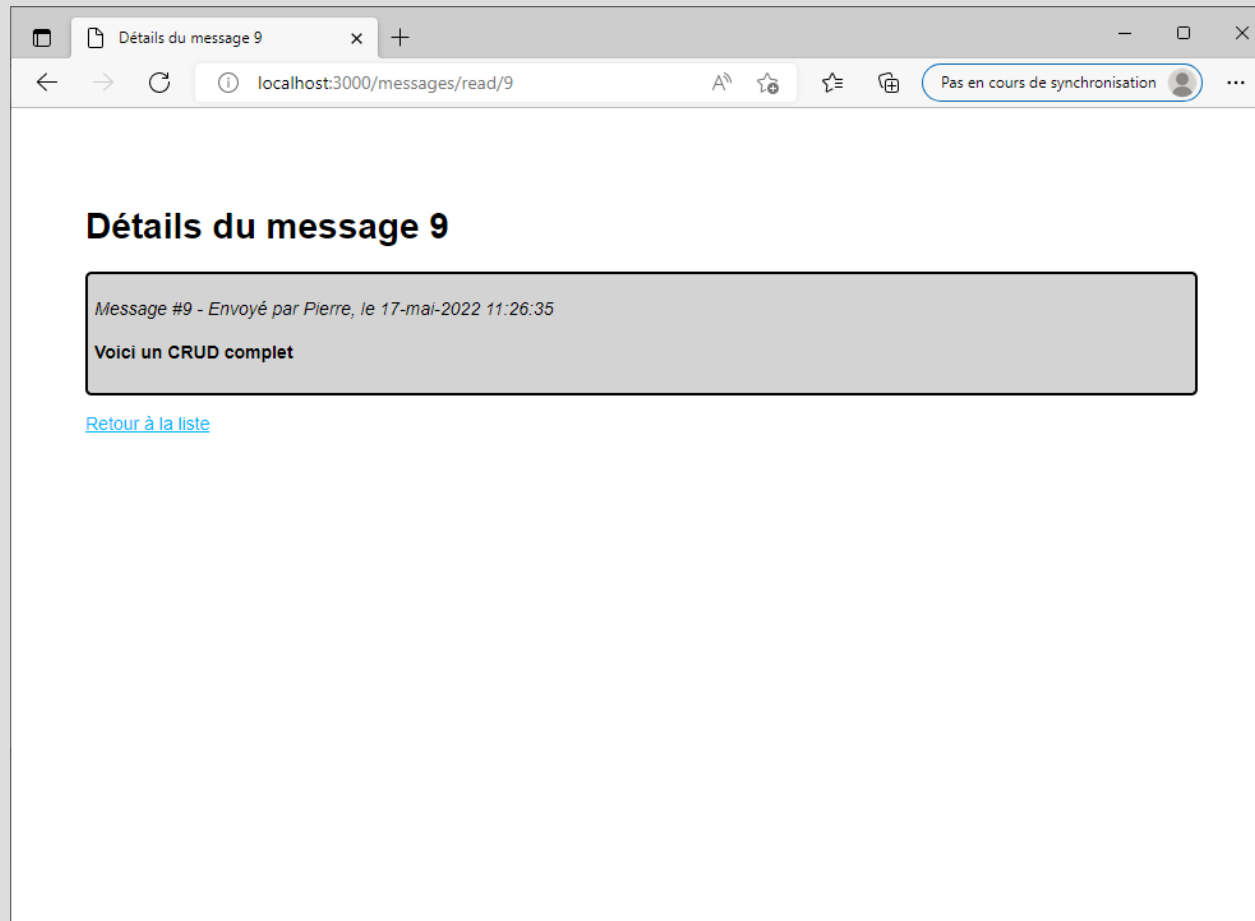 Détails du message 9
localhost:3000/messages/read/9
Pas en cours de synchronisation
Détails du message 9
Message #9 - Envoyé par Pierre, le 17-mai-2022 11:26:35
Voici un CRUD complet
Retour à la liste